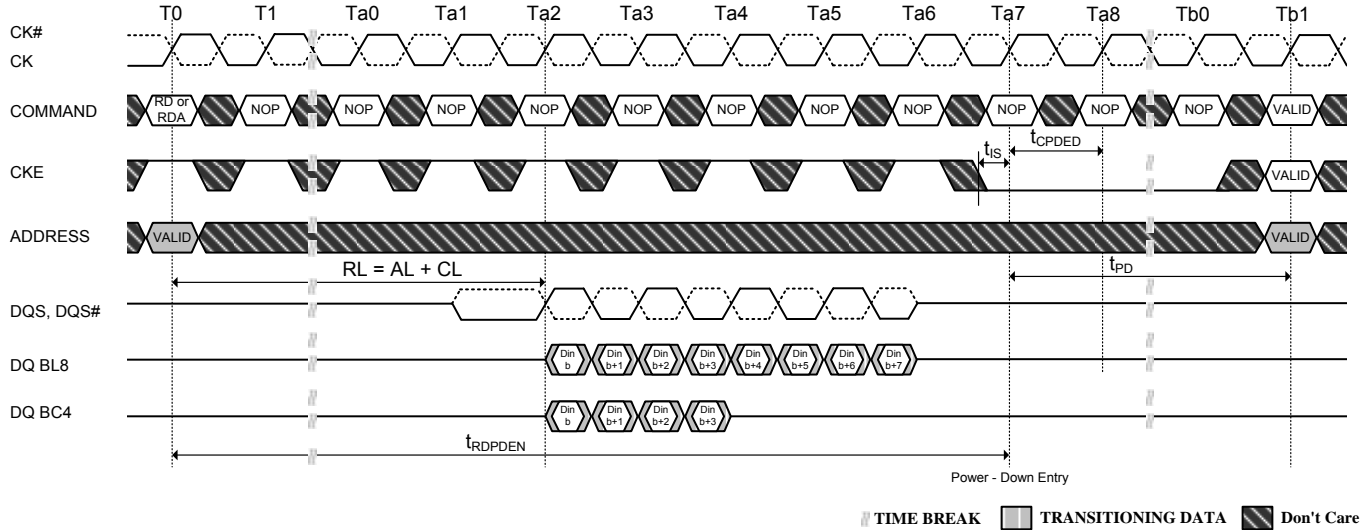 T0 T1 Ta0 Ta1 Ta2 Ta3 Ta4 Ta5 Ta6 Ta7 Ta8 Tb0 Tb1
CK#
CK
COMMAND RD or RDA NOP NOP NOP NOP NOP NOP NOP NOP NOP NOP NOP VALID
tIS tCPDED
CKE VALID
ADDRESS VALID VALID
RL = AL + CL tPD
DQS, DQS#
DQ BL8 Din b Din b+1 Din b+2 Din b+3 Din b+4 Din b+5 Din b+6 Din b+7
DQ BC4 Din b Din b+1 Din b+2 Din b+3
tRDPDEN
Power - Down Entry
TIME BREAK TRANSITIONING DATA Don't Care